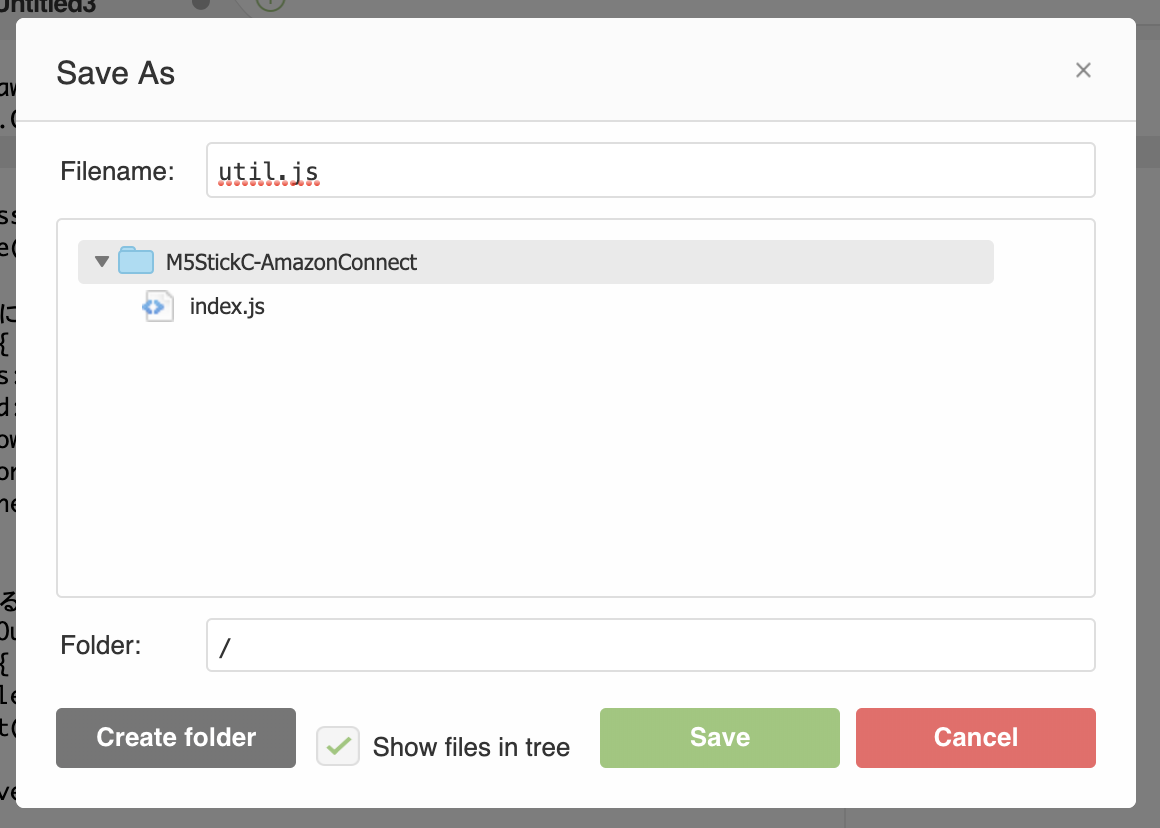 Untitled3
Save As
Filename:
util.js
M5StickC-AmazonConnect
index.js
Folder:
/
Create folder
Show files in tree
Save
Cancel